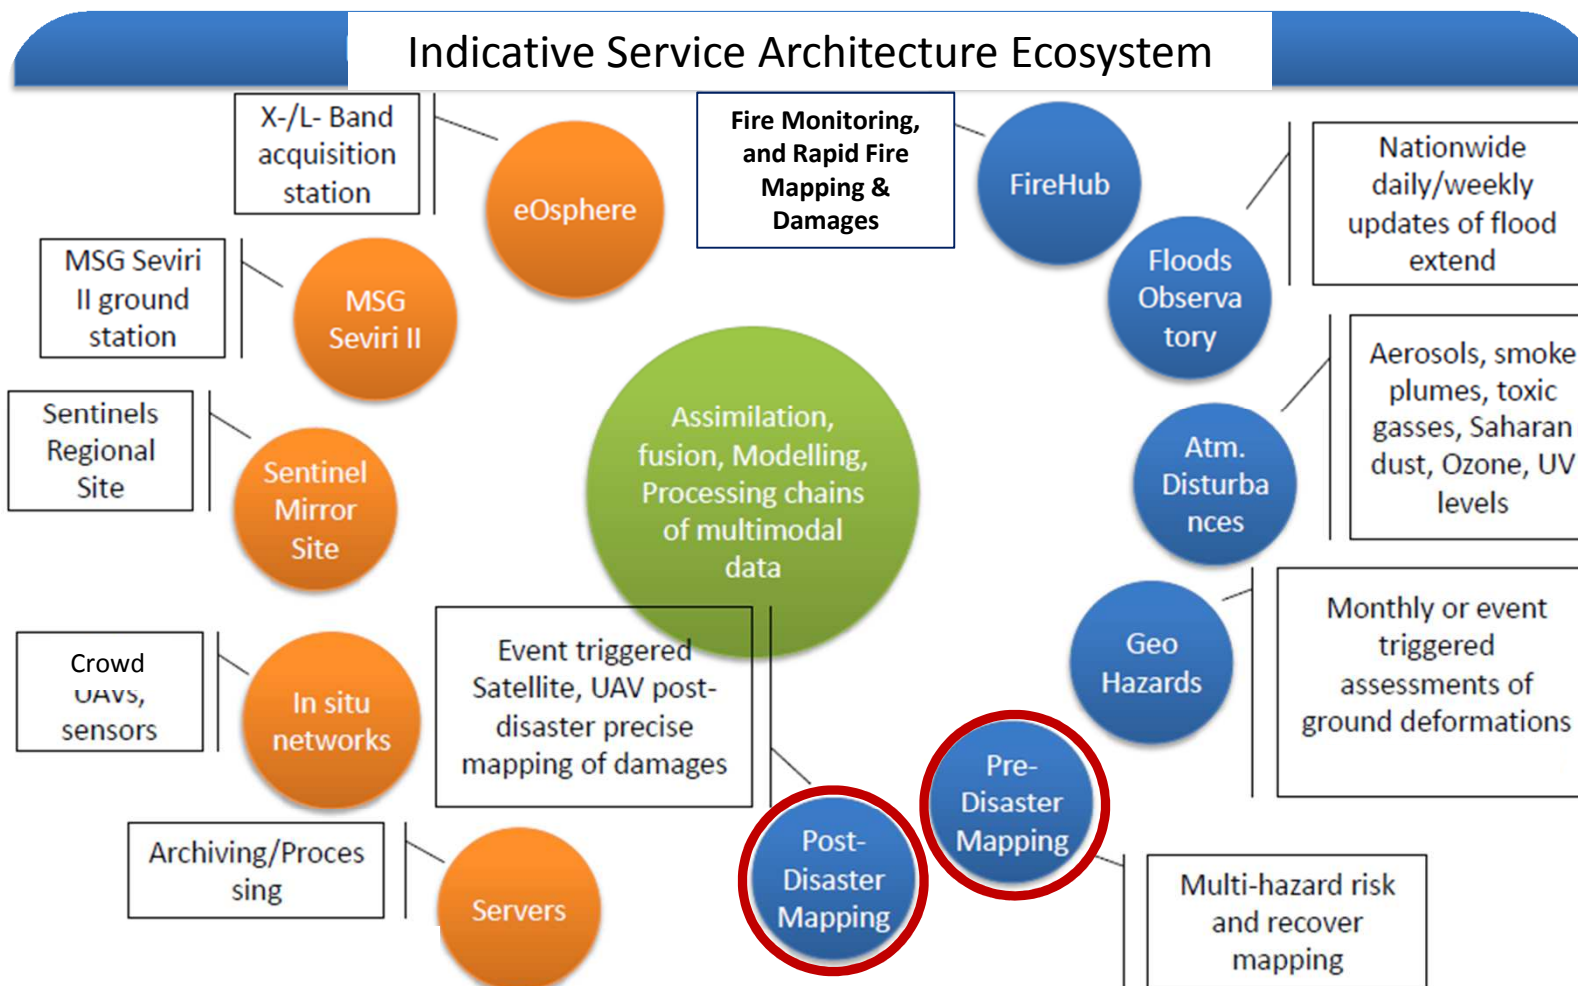 Indicative Service Architecture Ecosystem
X-/L- Band
acquisition
station
eOsphere
Fire Monitoring,
and Rapid Fire
Mapping &
Damages
FireHub
Nationwide
daily/weekly
updates of flood
extend
MSG Seviri
II ground
station
MSG
Seviri II
Floods
Observa
tory
Sentinels
Regional
Site
Sentinel
Mirror
Site
Assimilation,
fusion, Modelling,
Processing chains
of multimodal
data
Atm.
Disturba
nces
Aerosols, smoke
plumes, toxic
gasses, Saharan
dust, Ozone, UV
levels
Crowd
UAVs,
sensors
In situ
networks
Event triggered
Satellite, UAV post-
disaster precise
mapping of damages
Geo
Hazards
Monthly or event
triggered
assessments of
ground deformations
Archiving/Proces
sing
Servers
Post-
Disaster
Mapping
Pre-
Disaster
Mapping
Multi-hazard risk
and recover
mapping